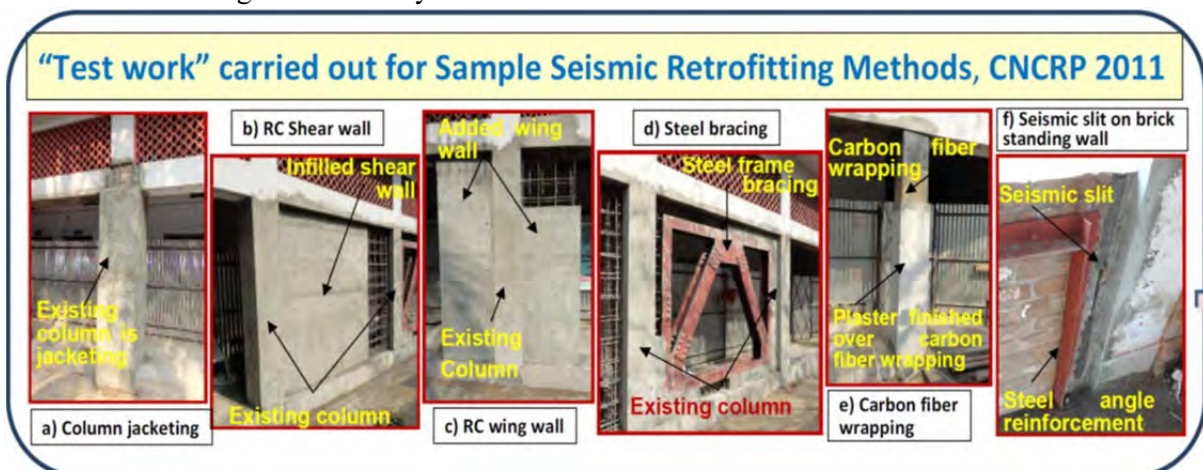 “Test work” carried out for Sample Seismic Retrofitting Methods, CNCRP 2011
Existing
column is
jacketing
a) Column jacketing
b) RC Shear wall
Infilled shear
wall
Existing column
Added wing
wall
Existing
Column
c) RC wing wall
d) Steel bracing
Steel frame
bracing
Existing column
Carbon fiber
wrapping
Plaster finished
over carbon
fiber wrapping
e) Carbon fiber
wrapping
f) Seismic slit on brick
standing wall
Seismic slit
Steel angle
reinforcement